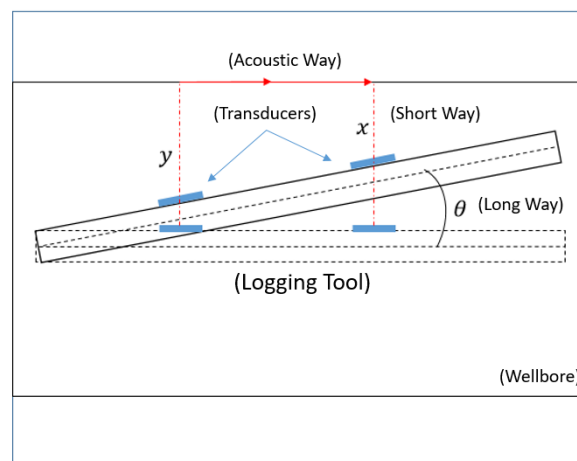 (Acoustic Way)
(Transducers)
x
(Short Way)
y
θ
(Long Way)
(Logging Tool)
(Wellbore)